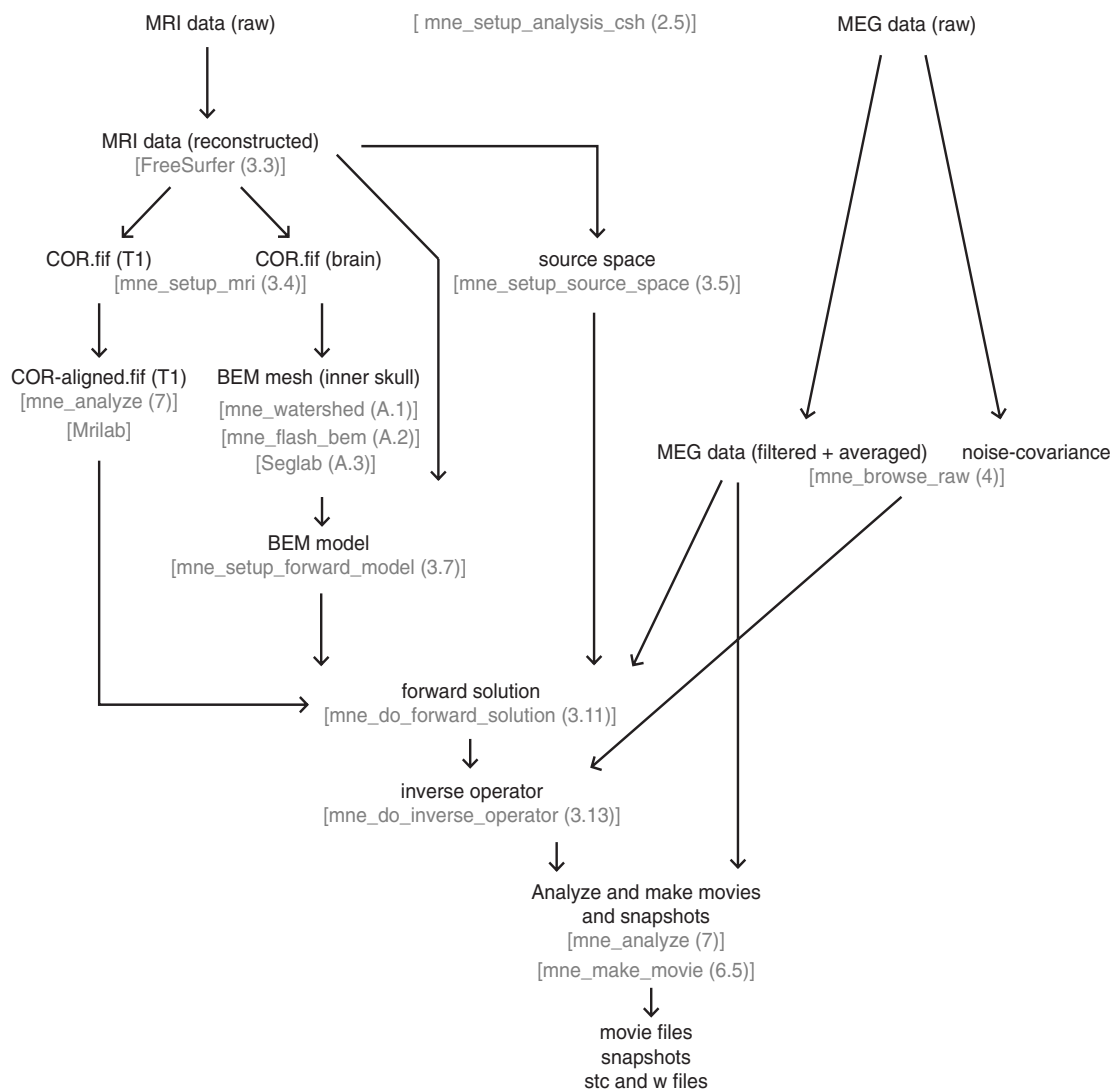 MRI data (raw)
[ mne_setup_analysis_csh (2.5)]
MEG data (raw)
MRI data (reconstructed)
[FreeSurfer (3.3)]
COR.fif (T1)
COR.fif (brain)
[mne_setup_mri (3.4)]
source space
[mne_setup_source_space (3.5)]
COR-aligned.fif (T1)
[mne_analyze (7)]
[Mrilab]
BEM mesh (inner skull)
[mne_watershed (A.1)]
[mne_flash_bem (A.2)]
[Seglab (A.3)]
MEG data (filtered + averaged)
noise-covariance
[mne_browse_raw (4)]
BEM model
[mne_setup_forward_model (3.7)]
forward solution
[mne_do_forward_solution (3.11)]
inverse operator
[mne_do_inverse_operator (3.13)]
Analyze and make movies
and snapshots
[mne_analyze (7)]
[mne_make_movie (6.5)]
movie files
snapshots
stc and w files